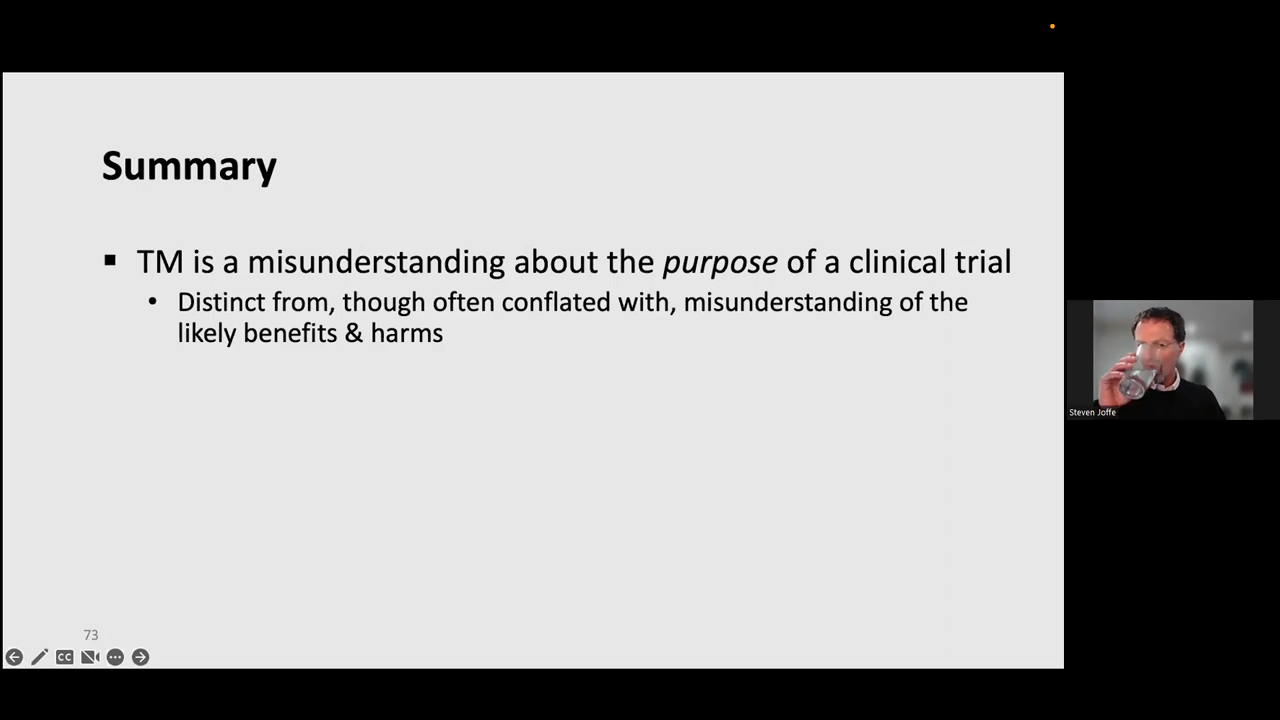 Summary
▪ TM is a misunderstanding about the purpose of a clinical trial
• Distinct from, though often conflated with, misunderstanding of the
likely benefits & harms
Steven Joffe
73
CC